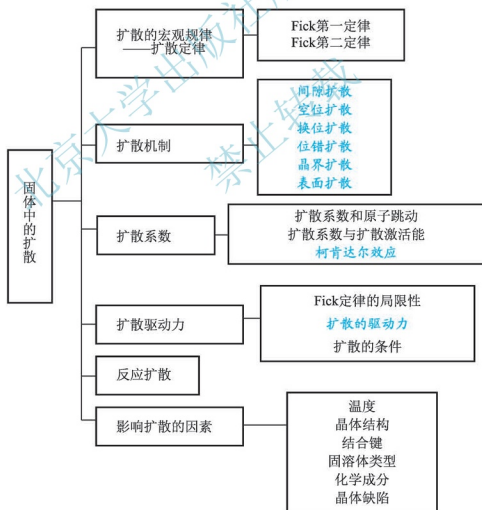 固体中的扩散
扩散的宏观规律
——扩散定律
Fick第一定律
Fick第二定律
扩散机制
间隙扩散
空位扩散
换位扩散
位错扩散
晶界扩散
表面扩散
扩散系数
扩散系数和原子跳动
扩散系数与扩散激活能
柯肯达尔效应
扩散驱动力
Fick定律的局限性
扩散的驱动力
扩散的条件
反应扩散
影响扩散的因素
温度
晶体结构
结合键
固溶体类型
化学成分
晶体缺陷
北京大学出版社
禁止转载